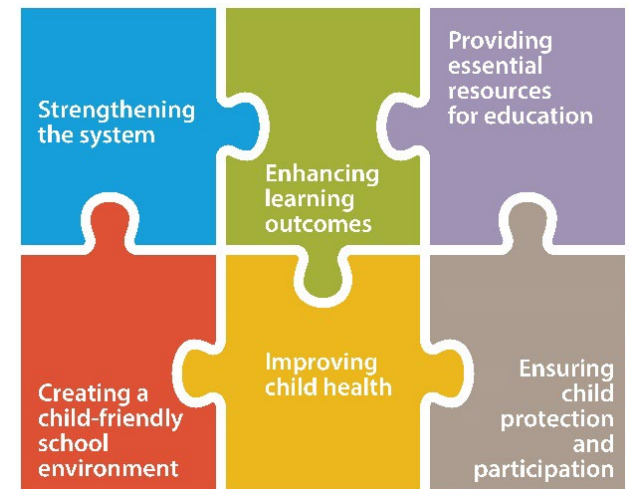 Strengthening
the system
Enhancing
learning
outcomes
Providing
essential
resources
for education
Creating a
child-friendly
school
environment
Improving
child health
Ensuring
child
protection
and
participation